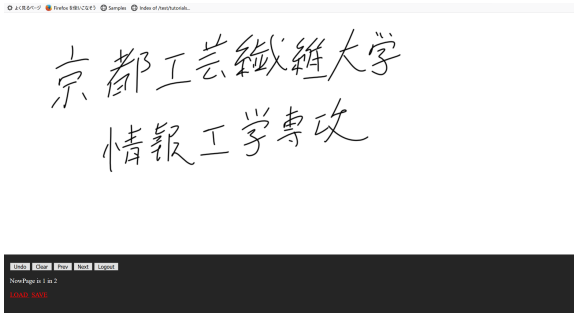 よく見るページ Firefox を使いこなそう Samples Index of /test/tutorials...
京都工芸繊維大学
情報工学専攻
Undo Clear Prev Next Logout
NowPage is 1 in 2
LOAD SAVE